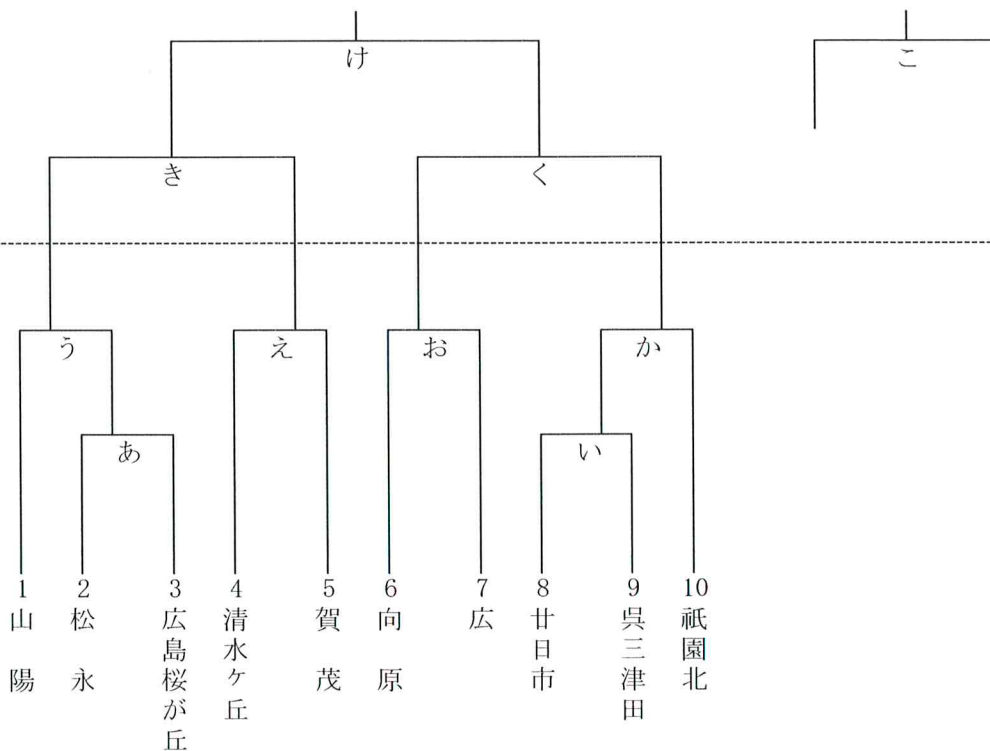 け
こ
き
く
う
え
お
か
あ
い
1 山陽
2 松永
3 広島桜が丘
4 清水ケ丘
5 賀茂
6 向原
7 広
8 廿日市
9 呉三津田
10 祇園北